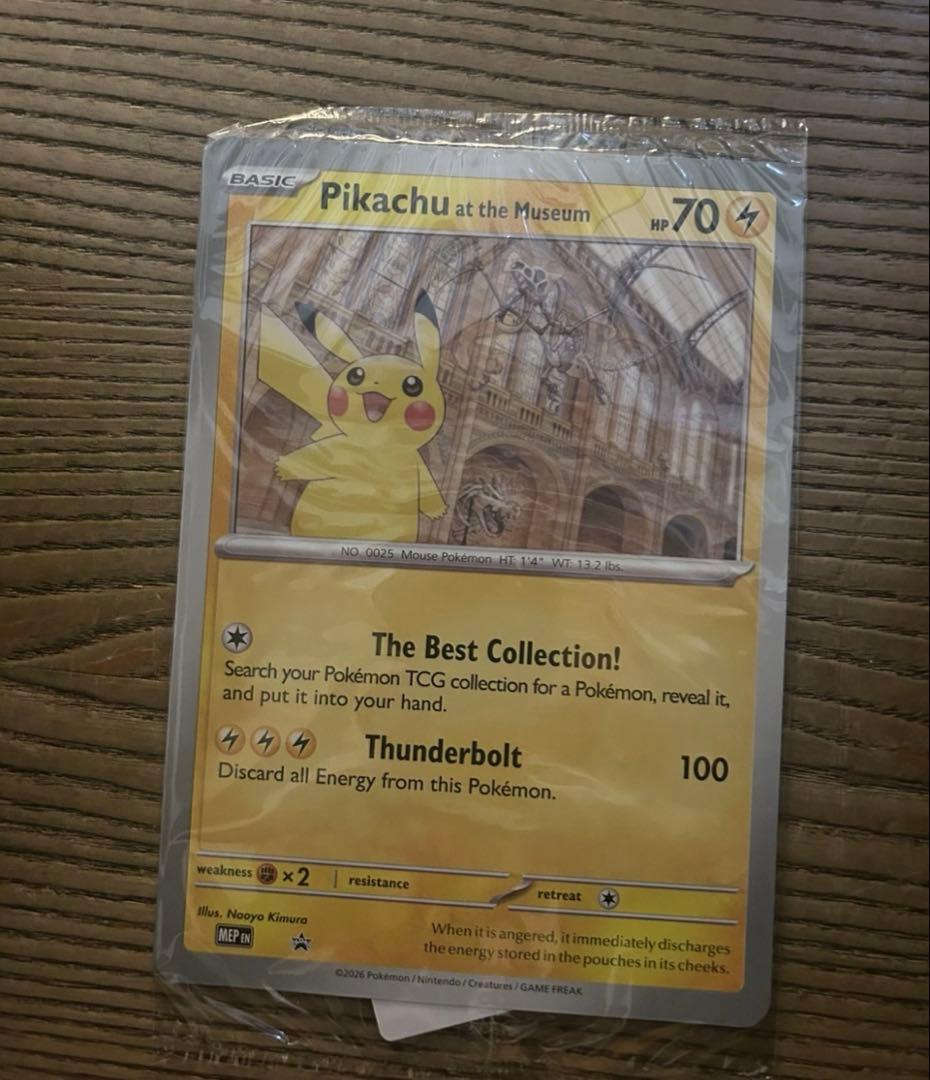 BASIC
Pikachu at the Museum
HP 70
NO. 0025 Mouse Pokémon HT: 1'4" WT: 13.2 lbs.
The Best Collection!
Search your Pokémon TCG collection for a Pokémon, reveal it,
and put it into your hand.
Thunderbolt 100
Discard all Energy from this Pokémon.
weakness ×2 resistance
retreat
Illus. Naoyo Kimura
MEP EN
When it is angered, it immediately discharges
the energy stored in the pouches in its cheeks.
©2026 Pokémon / Nintendo / Creatures / GAME FREAK